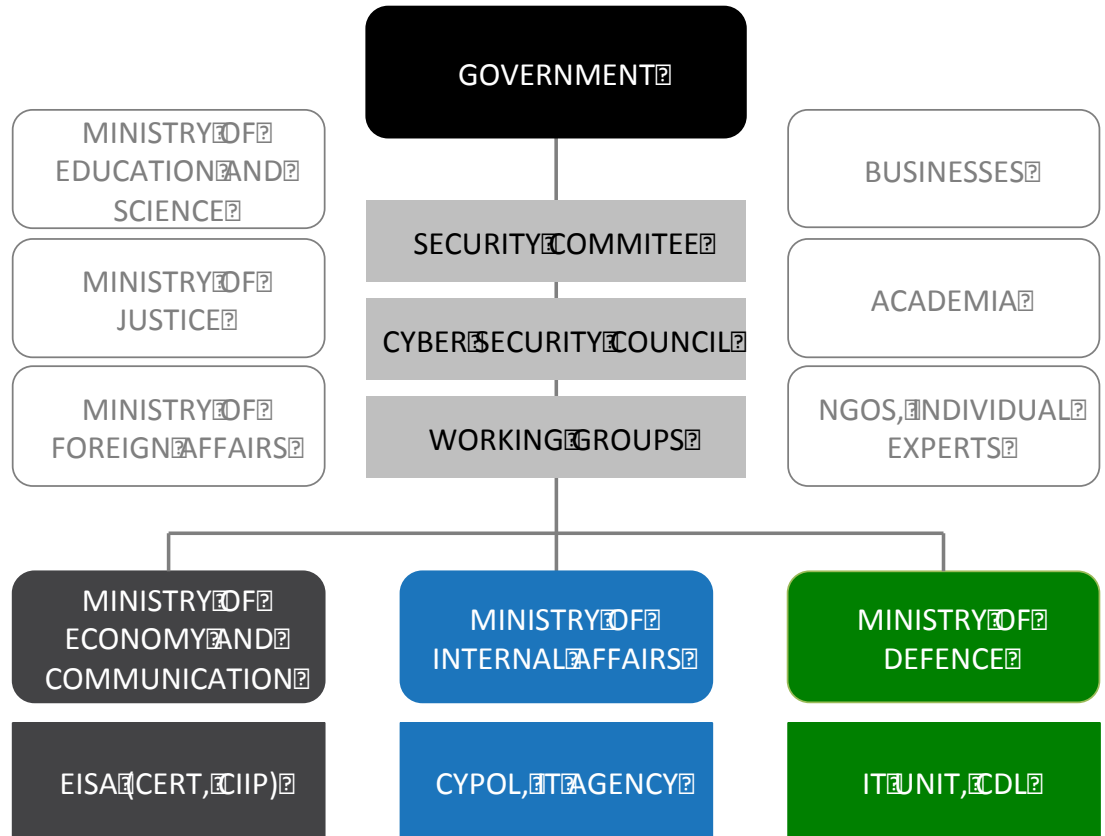 GOVERNMENT
MINISTRY OF
EDUCATION AND
SCIENCE
MINISTRY OF
JUSTICE
MINISTRY OF
FOREIGN AFFAIRS
SECURITY COMMITEE
CYBER SECURITY COUNCIL
WORKING GROUPS
BUSINESSES
ACADEMIA
NGOS, INDIVIDUAL
EXPERTS
MINISTRY OF
ECONOMY AND
COMMUNICATION
EISA (CERT, CIIP)
MINISTRY OF
INTERNAL AFFAIRS
CYPOL, IT AGENCY
MINISTRY OF
DEFENCE
IT UNIT, CDL